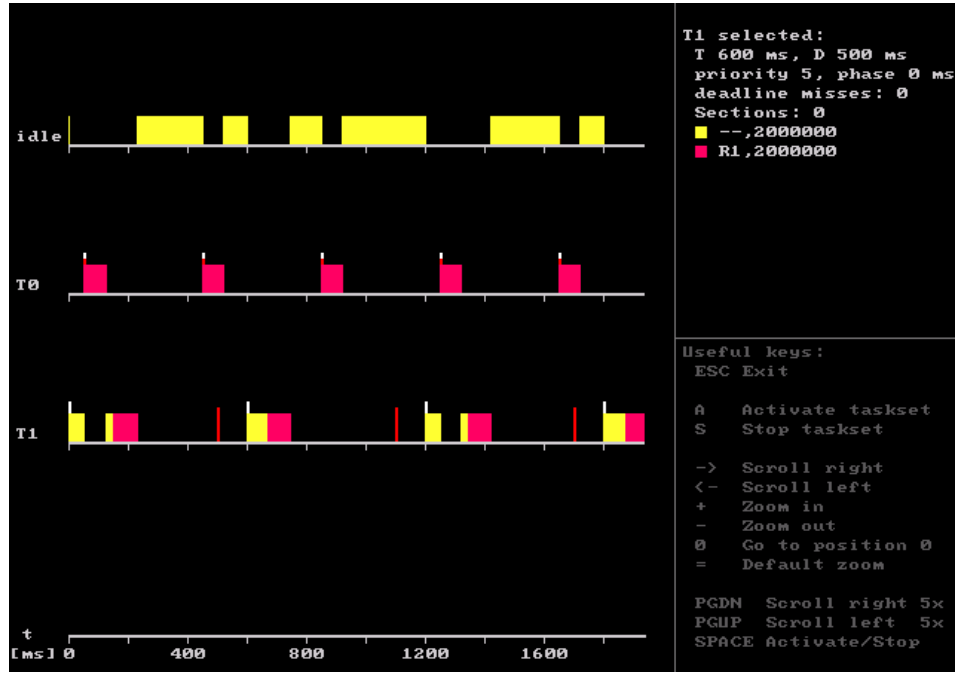 idle
T0
T1
t
[ms] 0 400 800 1200 1600
T1 selected:
T 600 ms, D 500 ms
priority 5, phase 0 ms
deadline misses: 0
Sections: 0
--,2000000
R1,2000000
Useful keys:
ESC Exit
A Activate taskset
S Stop taskset
-> Scroll right
<- Scroll left
+ Zoom in
- Zoom out
0 Go to position 0
= Default zoom
PGDN Scroll right 5x
PGUP Scroll left 5x
SPACE Activate/Stop